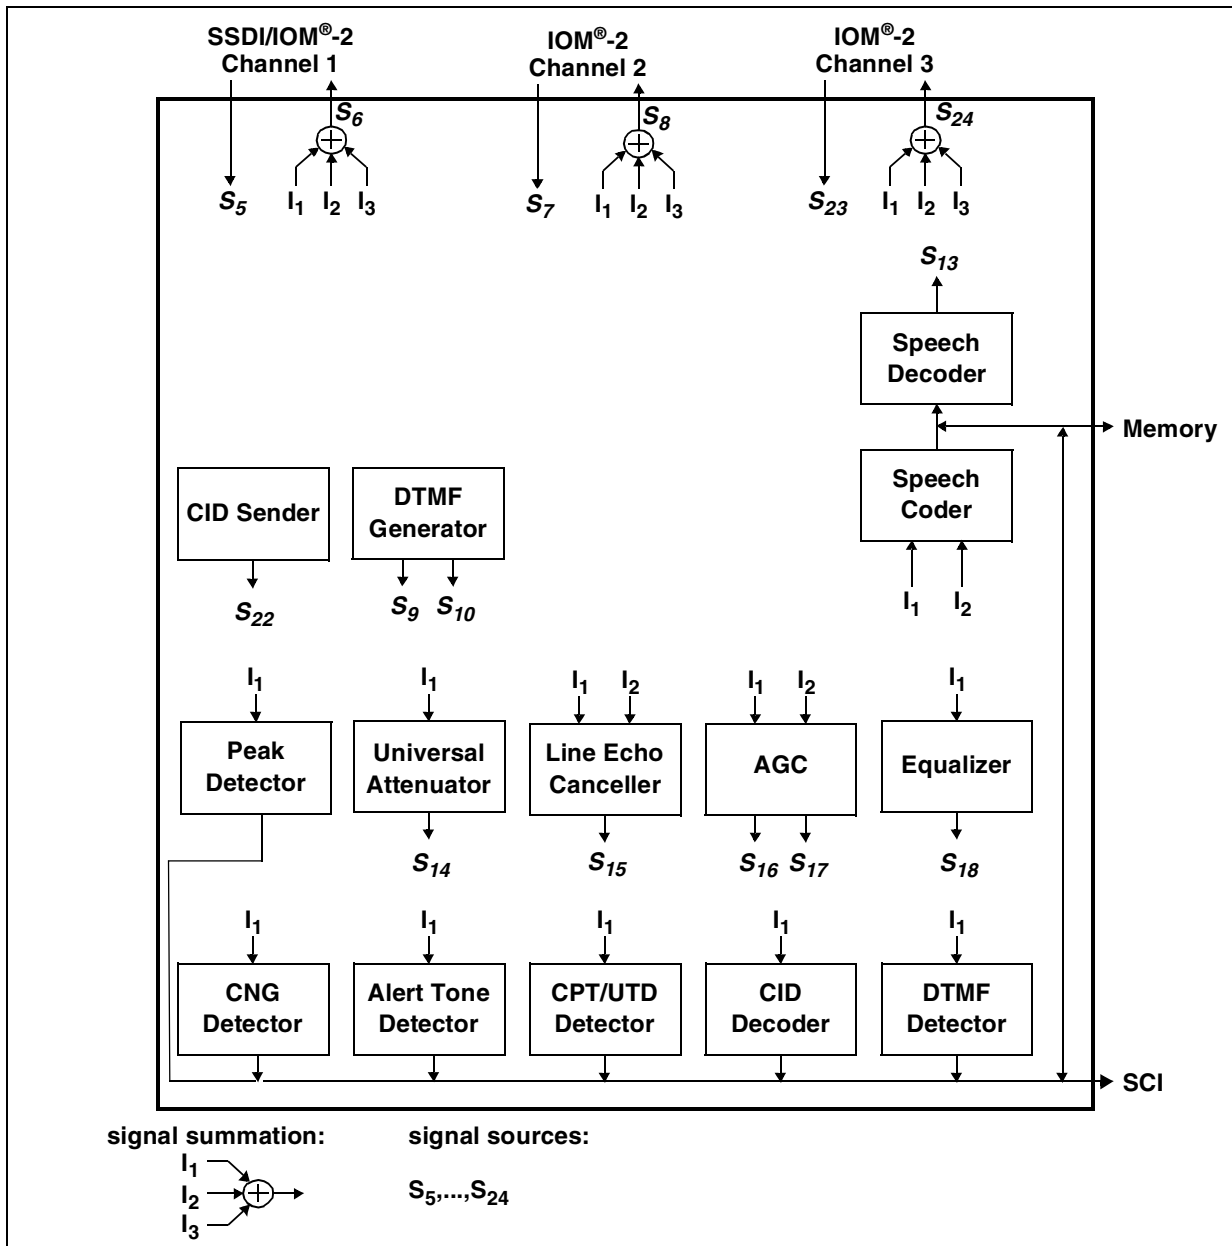 SSDI/IOM®-2 IOM®-2 IOM®-2
Channel 1 Channel 2 Channel 3
S6 S8 S24
S5 I1 I2 I3 S7 I1 I2 I3 S23 I1 I2 I3
S13
Speech
Decoder
Memory
CID Sender
DTMF
Generator
Speech
Coder
S22 S9 S10 I1 I2
I1 I1 I1 I2 I1 I2 I1
Peak
Detector
Universal
Attenuator
Line Echo
Canceller
AGC
Equalizer
S14 S15 S16 S17 S18
I1 I1 I1 I1 I1
CNG
Detector
Alert Tone
Detector
CPT/UTD
Detector
CID
Decoder
DTMF
Detector
SCI
signal summation: signal sources:
I1
I2
I3
S5,...,S24